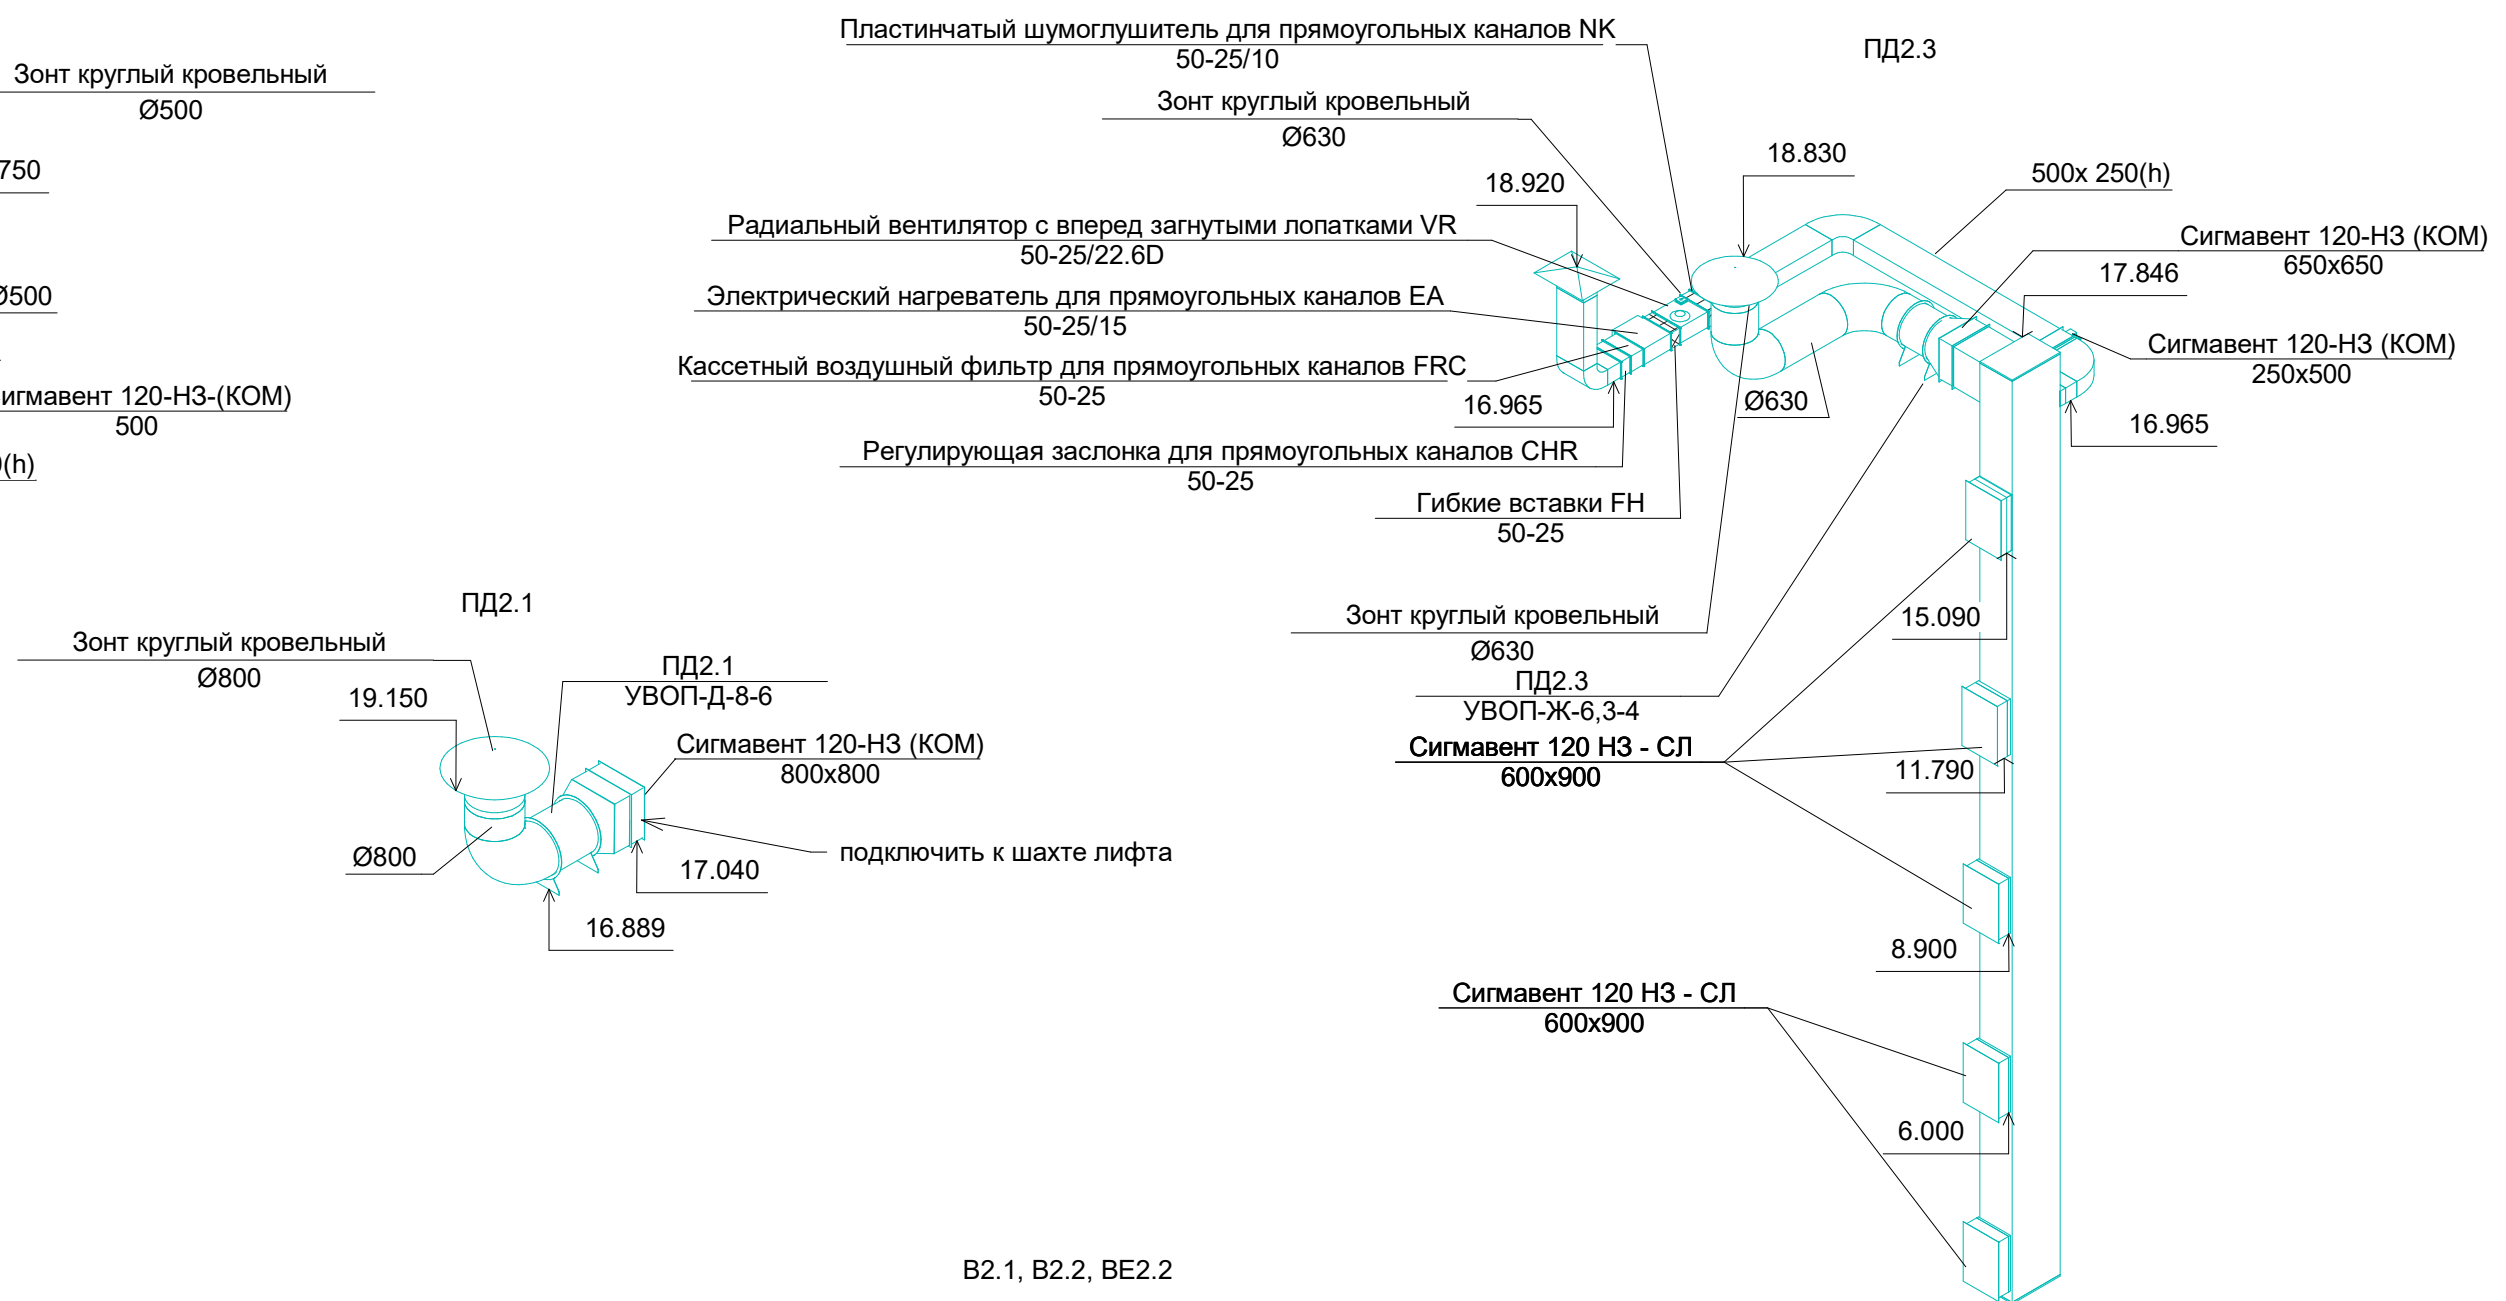 Пластинчатый шумоглушитель для прямоугольных каналов NK
50-25/10
ПД2.3
Зонт круглый кровельный
Ø500
Зонт круглый кровельный
Ø630
750
18.830
18.920
500x 250(h)
Радиальный вентилятор с вперед загнутыми лопатками VR
50-25/22.6D
Сигмавент 120-НЗ (КОМ)
650x650
17.846
Ø500
Электрический нагреватель для прямоугольных каналов EA
50-25/15
Сигмавент 120-НЗ (КОМ)
250x500
Кассетный воздушный фильтр для прямоугольных каналов FRC
50-25
игмавент 120-НЗ-(КОМ)
500
16.965
Ø630
16.965
(h)
Регулирующая заслонка для прямоугольных каналов CHR
50-25
Гибкие вставки FH
50-25
ПД2.1
Зонт круглый кровельный
Ø800
19.150
ПД2.1
УВОП-Д-8-6
Сигмавент 120-НЗ (КОМ)
800x800
Ø800
подключить к шахте лифта
17.040
16.889
Зонт круглый кровельный
Ø630
15.090
ПД2.3
УВОП-Ж-6,3-4
Сигмавент 120 НЗ - СЛ
600x900
11.790
8.900
Сигмавент 120 НЗ - СЛ
600x900
6.000
В2.1, В2.2, ВЕ2.2